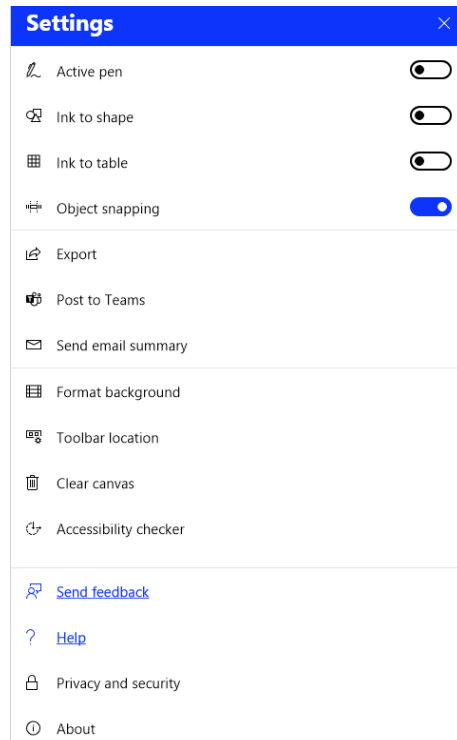 Settings
Active pen
Ink to shape
Ink to table
Object snapping
Export
Post to Teams
Send email summary
Format background
Toolbar location
Clear canvas
Accessibility checker
Send feedback
Help
Privacy and security
About